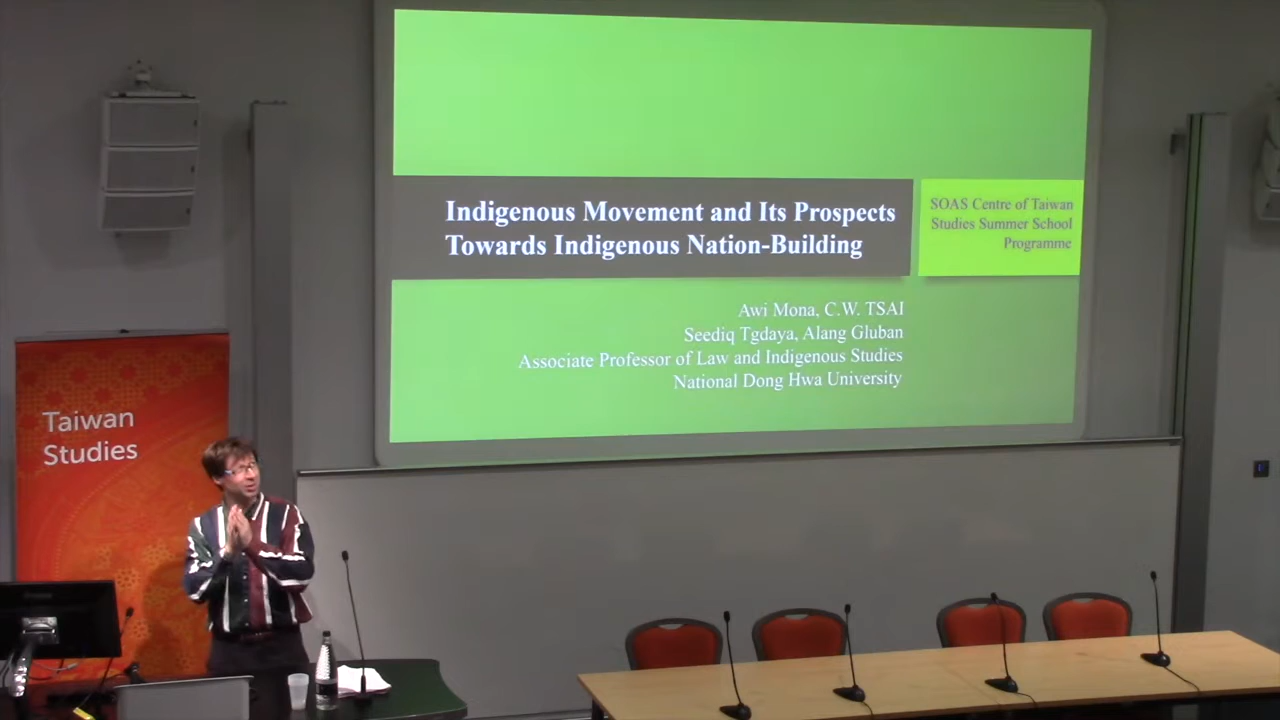 Indigenous Movement and Its Prospects
Towards Indigenous Nation-Building
SOAS Centre of Taiwan
Studies Summer School
Programme
Awi Mona, C.W. TSAI
Seediq Tgdaya, Alang Gluban
Associate Professor of Law and Indigenous Studies
National Dong Hwa University
Taiwan
Studies